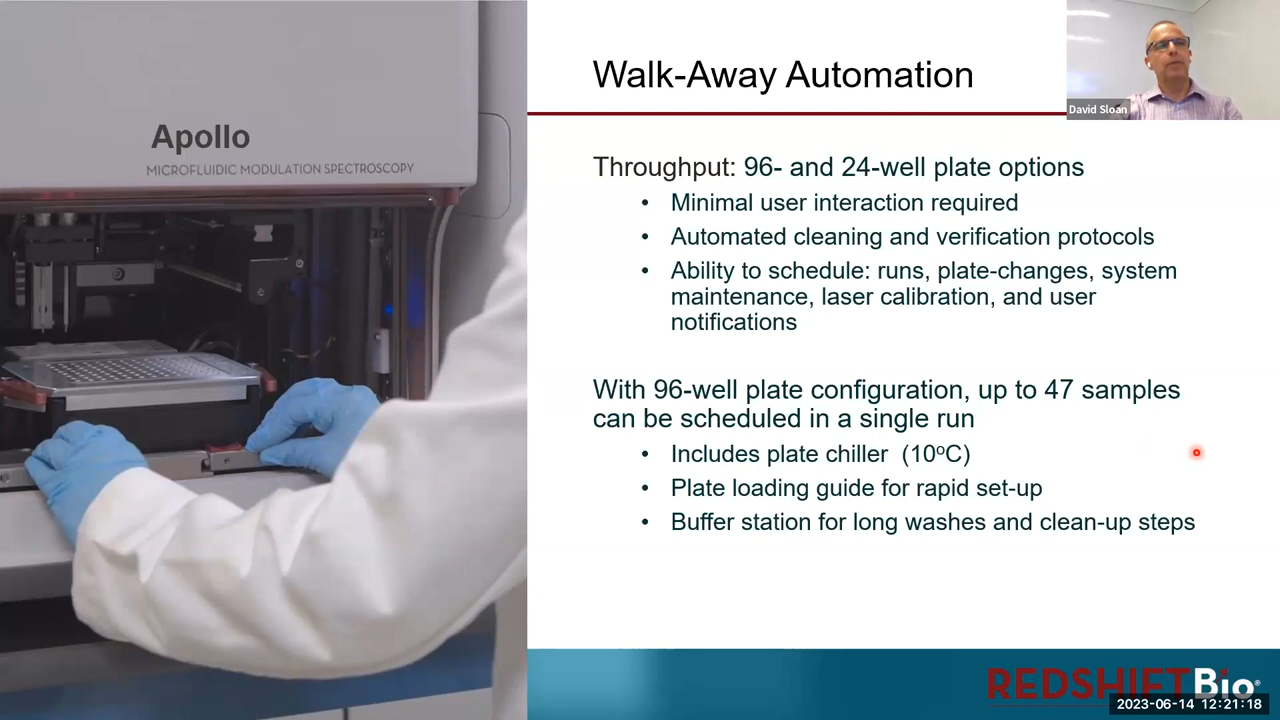 Walk-Away Automation
David Sloan
Apollo
MICROFLUIDIC MODULATION SPECTROSCOPY
Throughput: 96- and 24-well plate options
• Minimal user interaction required
• Automated cleaning and verification protocols
• Ability to schedule: runs, plate-changes, system
maintenance, laser calibration, and user
notifications
With 96-well plate configuration, up to 47 samples
can be scheduled in a single run
• Includes plate chiller (10ºC)
• Plate loading guide for rapid set-up
• Buffer station for long washes and clean-up steps
REDSHIFTBio®
2023-06-14 12:21:18